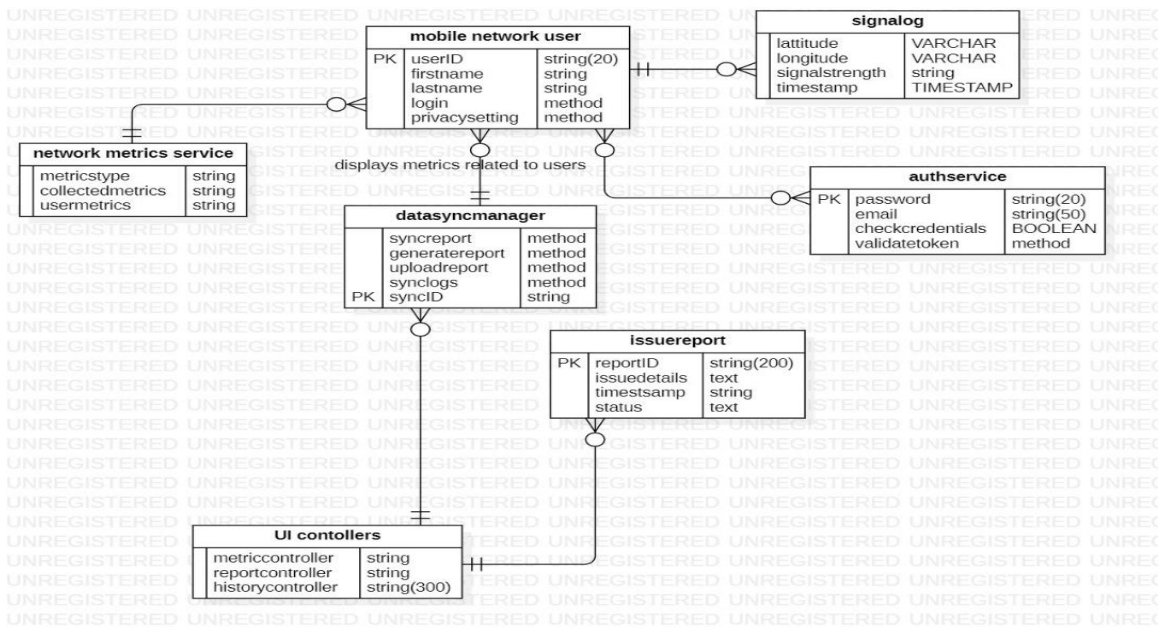 signalog
lattitude VARCHAR
longitude VARCHAR
signalstrength string
timestamp TIMESTAMP
mobile network user
PK userID string(20)
firstname string
lastname string
login method
privacysetting method
network metrics service
metricstype string
collectedmetrics string
usermetrics string
displays metrics related to users
authservice
PK password string(20)
email string(50)
checkcredentials BOOLEAN
validatetoken method
datasyncmanager
syncreport method
generatereport method
uploadreport method
synclogs method
PK syncID string
issuereport
PK reportID string(200)
issuedetails text
timestsamp string
status text
UI contollers
metriccontroller string
reportcontroller string
historycontroller string(300)
UNREGISTERED